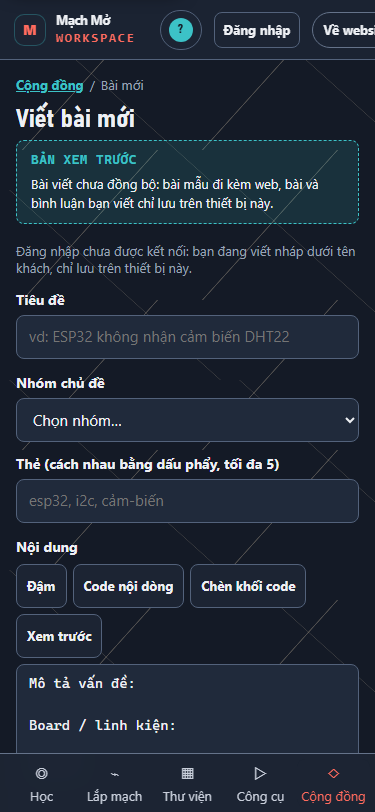 M
Mạch Mở
WORKSPACE
?
Đăng nhập
Về websi
Cộng đồng / Bài mới
Viết bài mới
BẢN XEM TRƯỚC
Bài viết chưa đồng bộ: bài mẫu đi kèm web, bài và
bình luận bạn viết chỉ lưu trên thiết bị này.
Đăng nhập chưa được kết nối: bạn đang viết nháp dưới tên
khách, chỉ lưu trên thiết bị này.
Tiêu đề
vd: ESP32 không nhận cảm biến DHT22
Nhóm chủ đề
Chọn nhóm...
Thẻ (cách nhau bằng dấu phẩy, tối đa 5)
esp32, i2c, cảm-biến
Nội dung
Đậm
Code nội dòng
Chèn khối code
Xem trước
Mô tả vấn đề:
Board / linh kiện:
Học
Lắp mạch
Thư viện
Công cụ
Cộng đồng